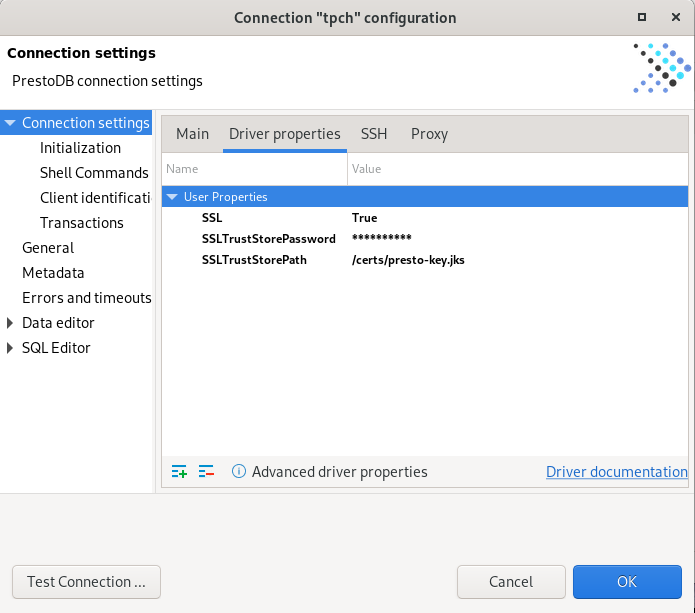 Connection "tpch" configuration
Connection settings
PrestoDB connection settings
Connection settings
Initialization
Shell Commands
Client identificati
Transactions
General
Metadata
Errors and timeouts
Data editor
SQL Editor
Main Driver properties SSH Proxy
Name Value
User Properties
SSL True
SSLTrustStorePassword **********
SSLTrustStorePath /certs/presto-key.jks
Advanced driver properties Driver documentation
Test Connection ... Cancel OK